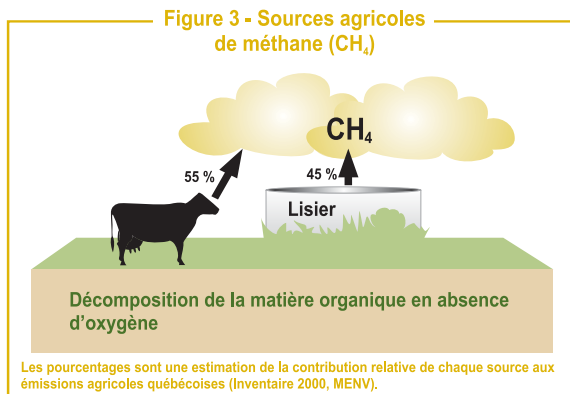 Figure 3 - Sources agricoles
de méthane (CH₄)
CH₄
55 %
45 %
Lisier
Décomposition de la matière organique en absence
d'oxygène
Les pourcentages sont une estimation de la contribution relative de chaque source aux
émissions agricoles québécoises (Inventaire 2000, MENV).